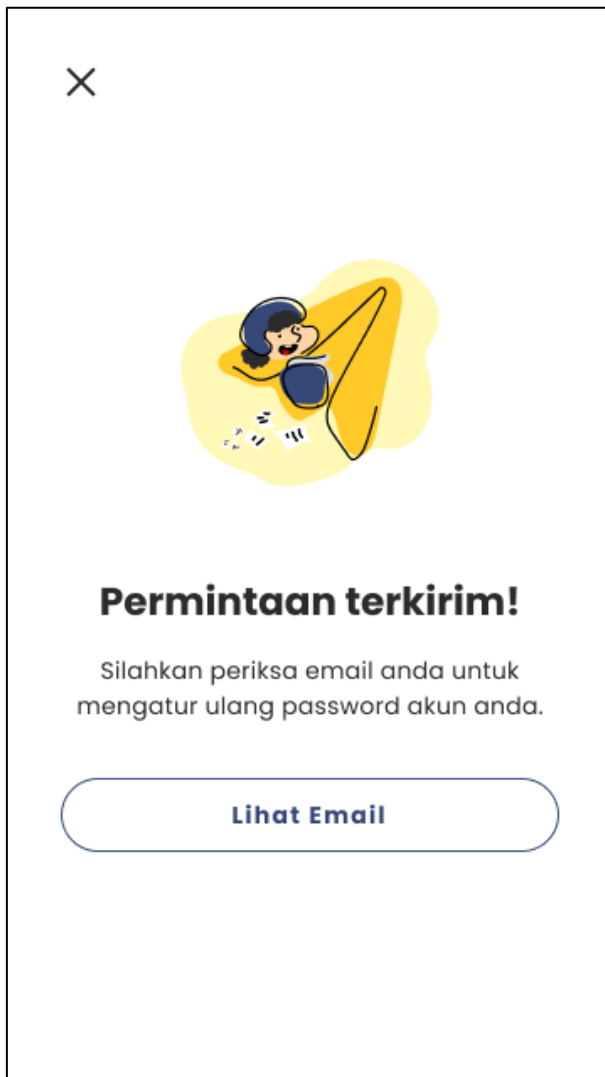 Permintaan terkirim!
Silahkan periksa email anda untuk
mengatur ulang password akun anda.
Lihat Email